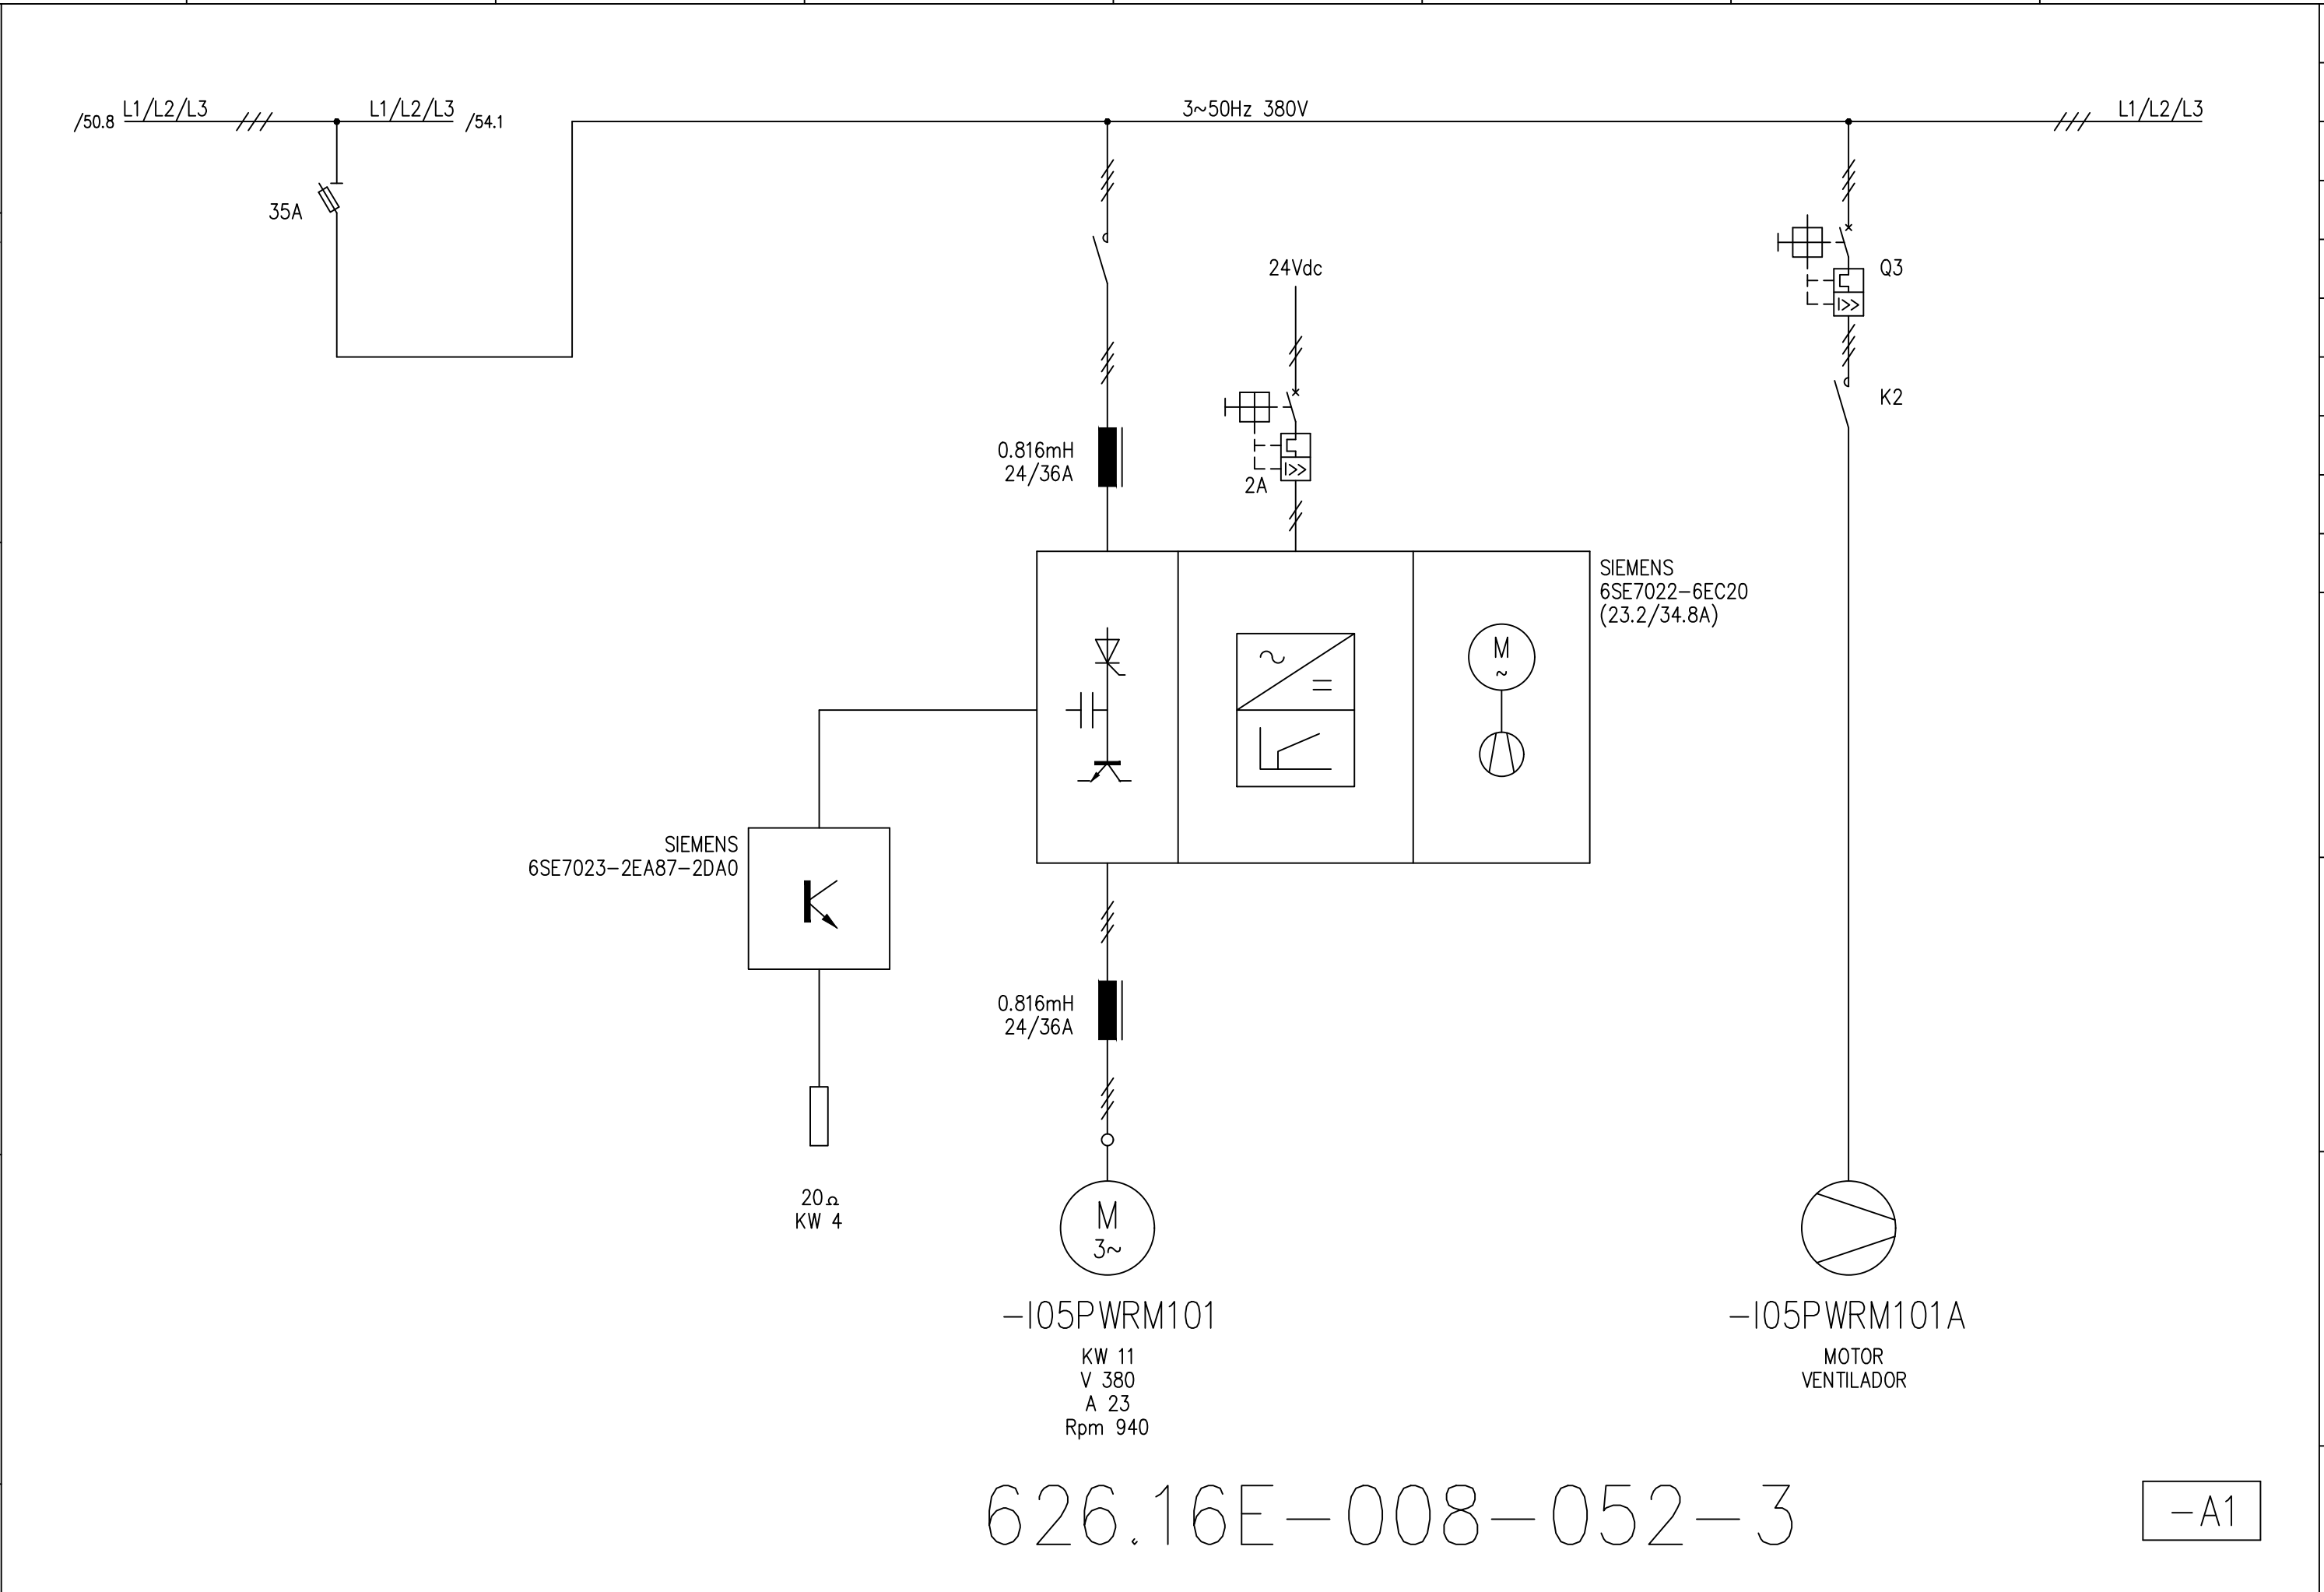 /50.8 L1/L2/L3 L1/L2/L3 /54.1 3~50Hz 380V L1/L2/L3
35A
24Vdc
Q3
K2
0.816mH
24/36A
2A
SIEMENS
6SE7022-6EC20
(23.2/34.8A)
M
~
SIEMENS
6SE7023-2EA87-2DA0
0.816mH
24/36A
20Ω
KW 4
M
3~
-I05PWRM101
KW 11
V 380
A 23
Rpm 940
-I05PWRM101A
MOTOR
VENTILADOR
626.16E-008-052-3
-A1